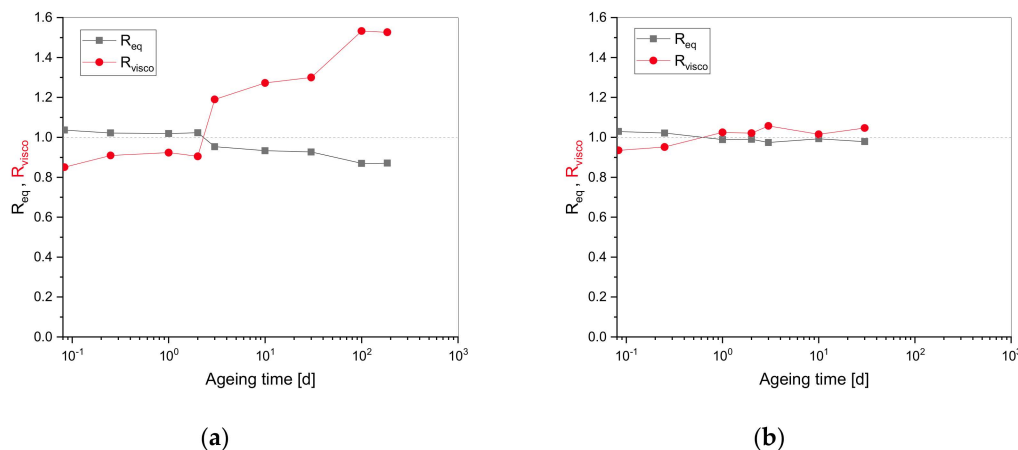 1.6
1.4
1.2
1.0
0.8
0.6
0.4
0.2
0.0
R_eq , R_visco
R_eq
R_visco
10^-1 10^0 10^1 10^2 10^3
Ageing time [d]
(a)
1.6
1.4
1.2
1.0
0.8
0.6
0.4
0.2
0.0
R_eq , R_visco
R_eq
R_visco
10^-1 10^0 10^1 10^2 10^3
Ageing time [d]
(b)